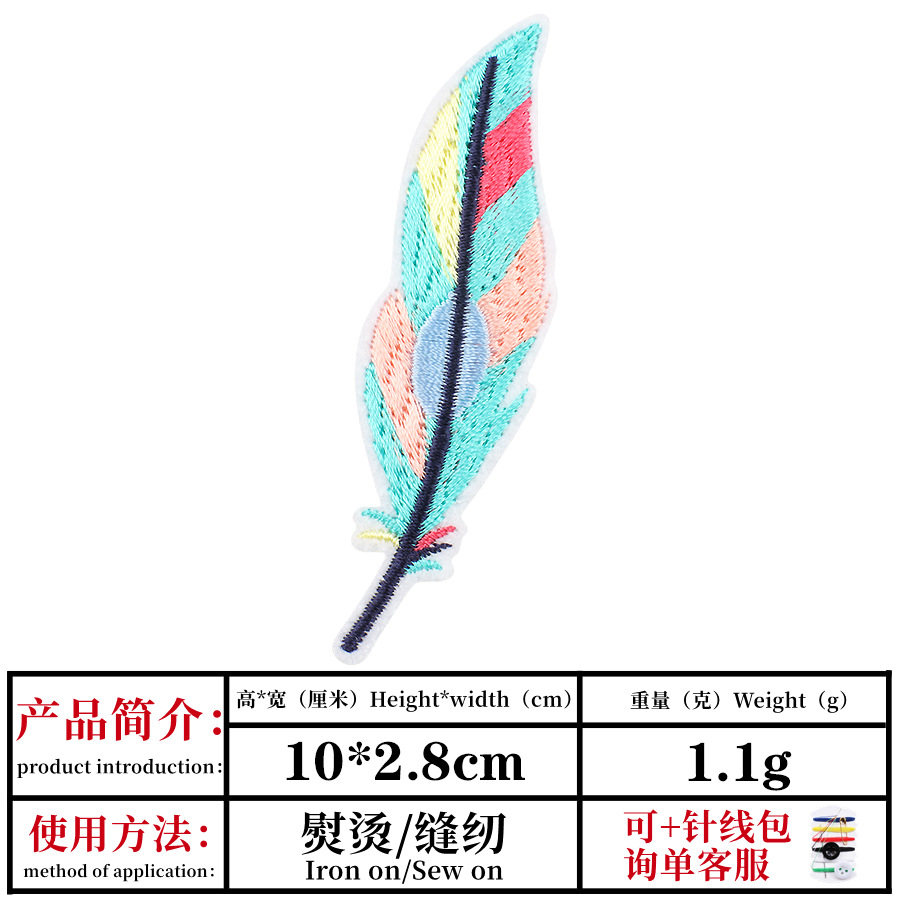 产品简介：
product introduction：
高*宽（厘米）Height*width（cm）
重量（克）Weight（g）
10*2.8cm
1.1g
使用方法：
method of application：
熨烫/缝纫
Iron on/Sew on
可+针线包
询单客服